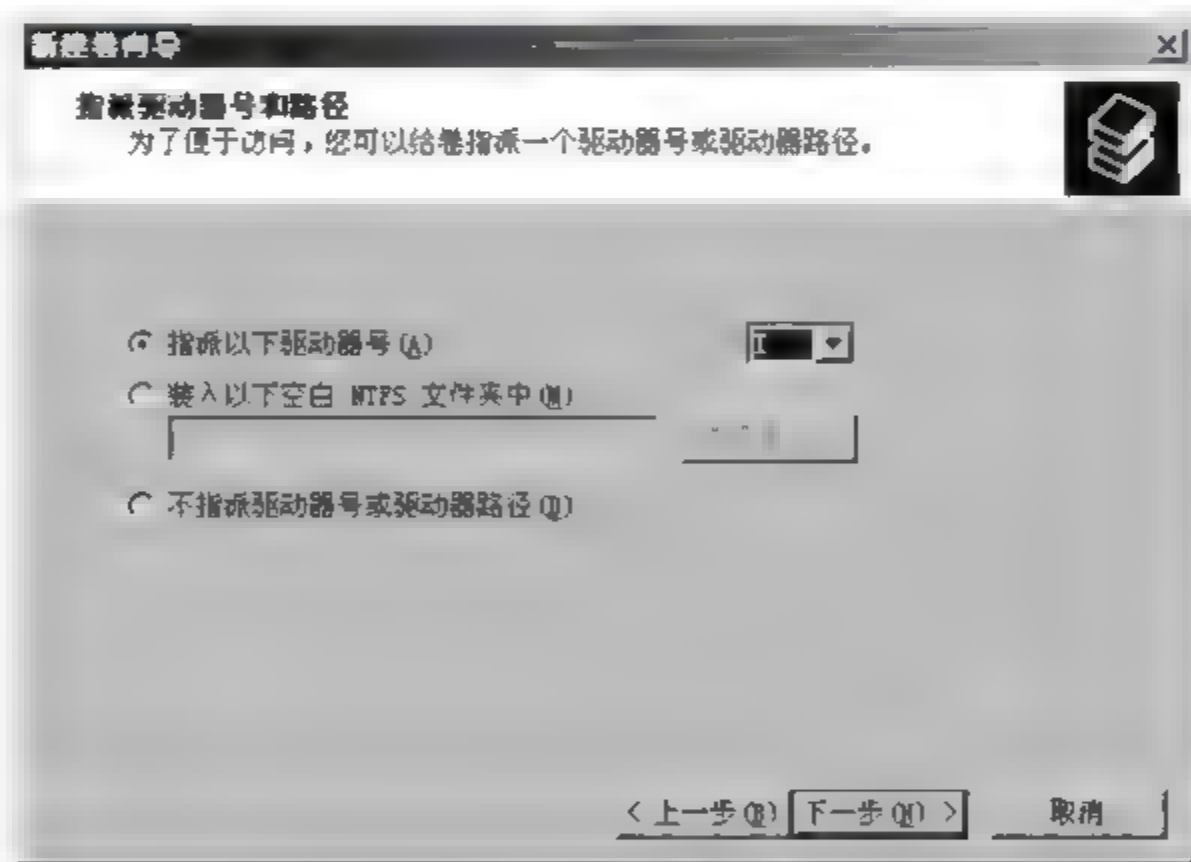 新建卷向导
指派驱动器号和路径
为了便于访问，您可以给卷指派一个驱动器号或驱动器路径。
指派以下驱动器号(A)
装入以下空白 NTFS 文件夹中(M)
不指派驱动器号或驱动器路径(D)
< 上一步(B) 下一步(N) > 取消